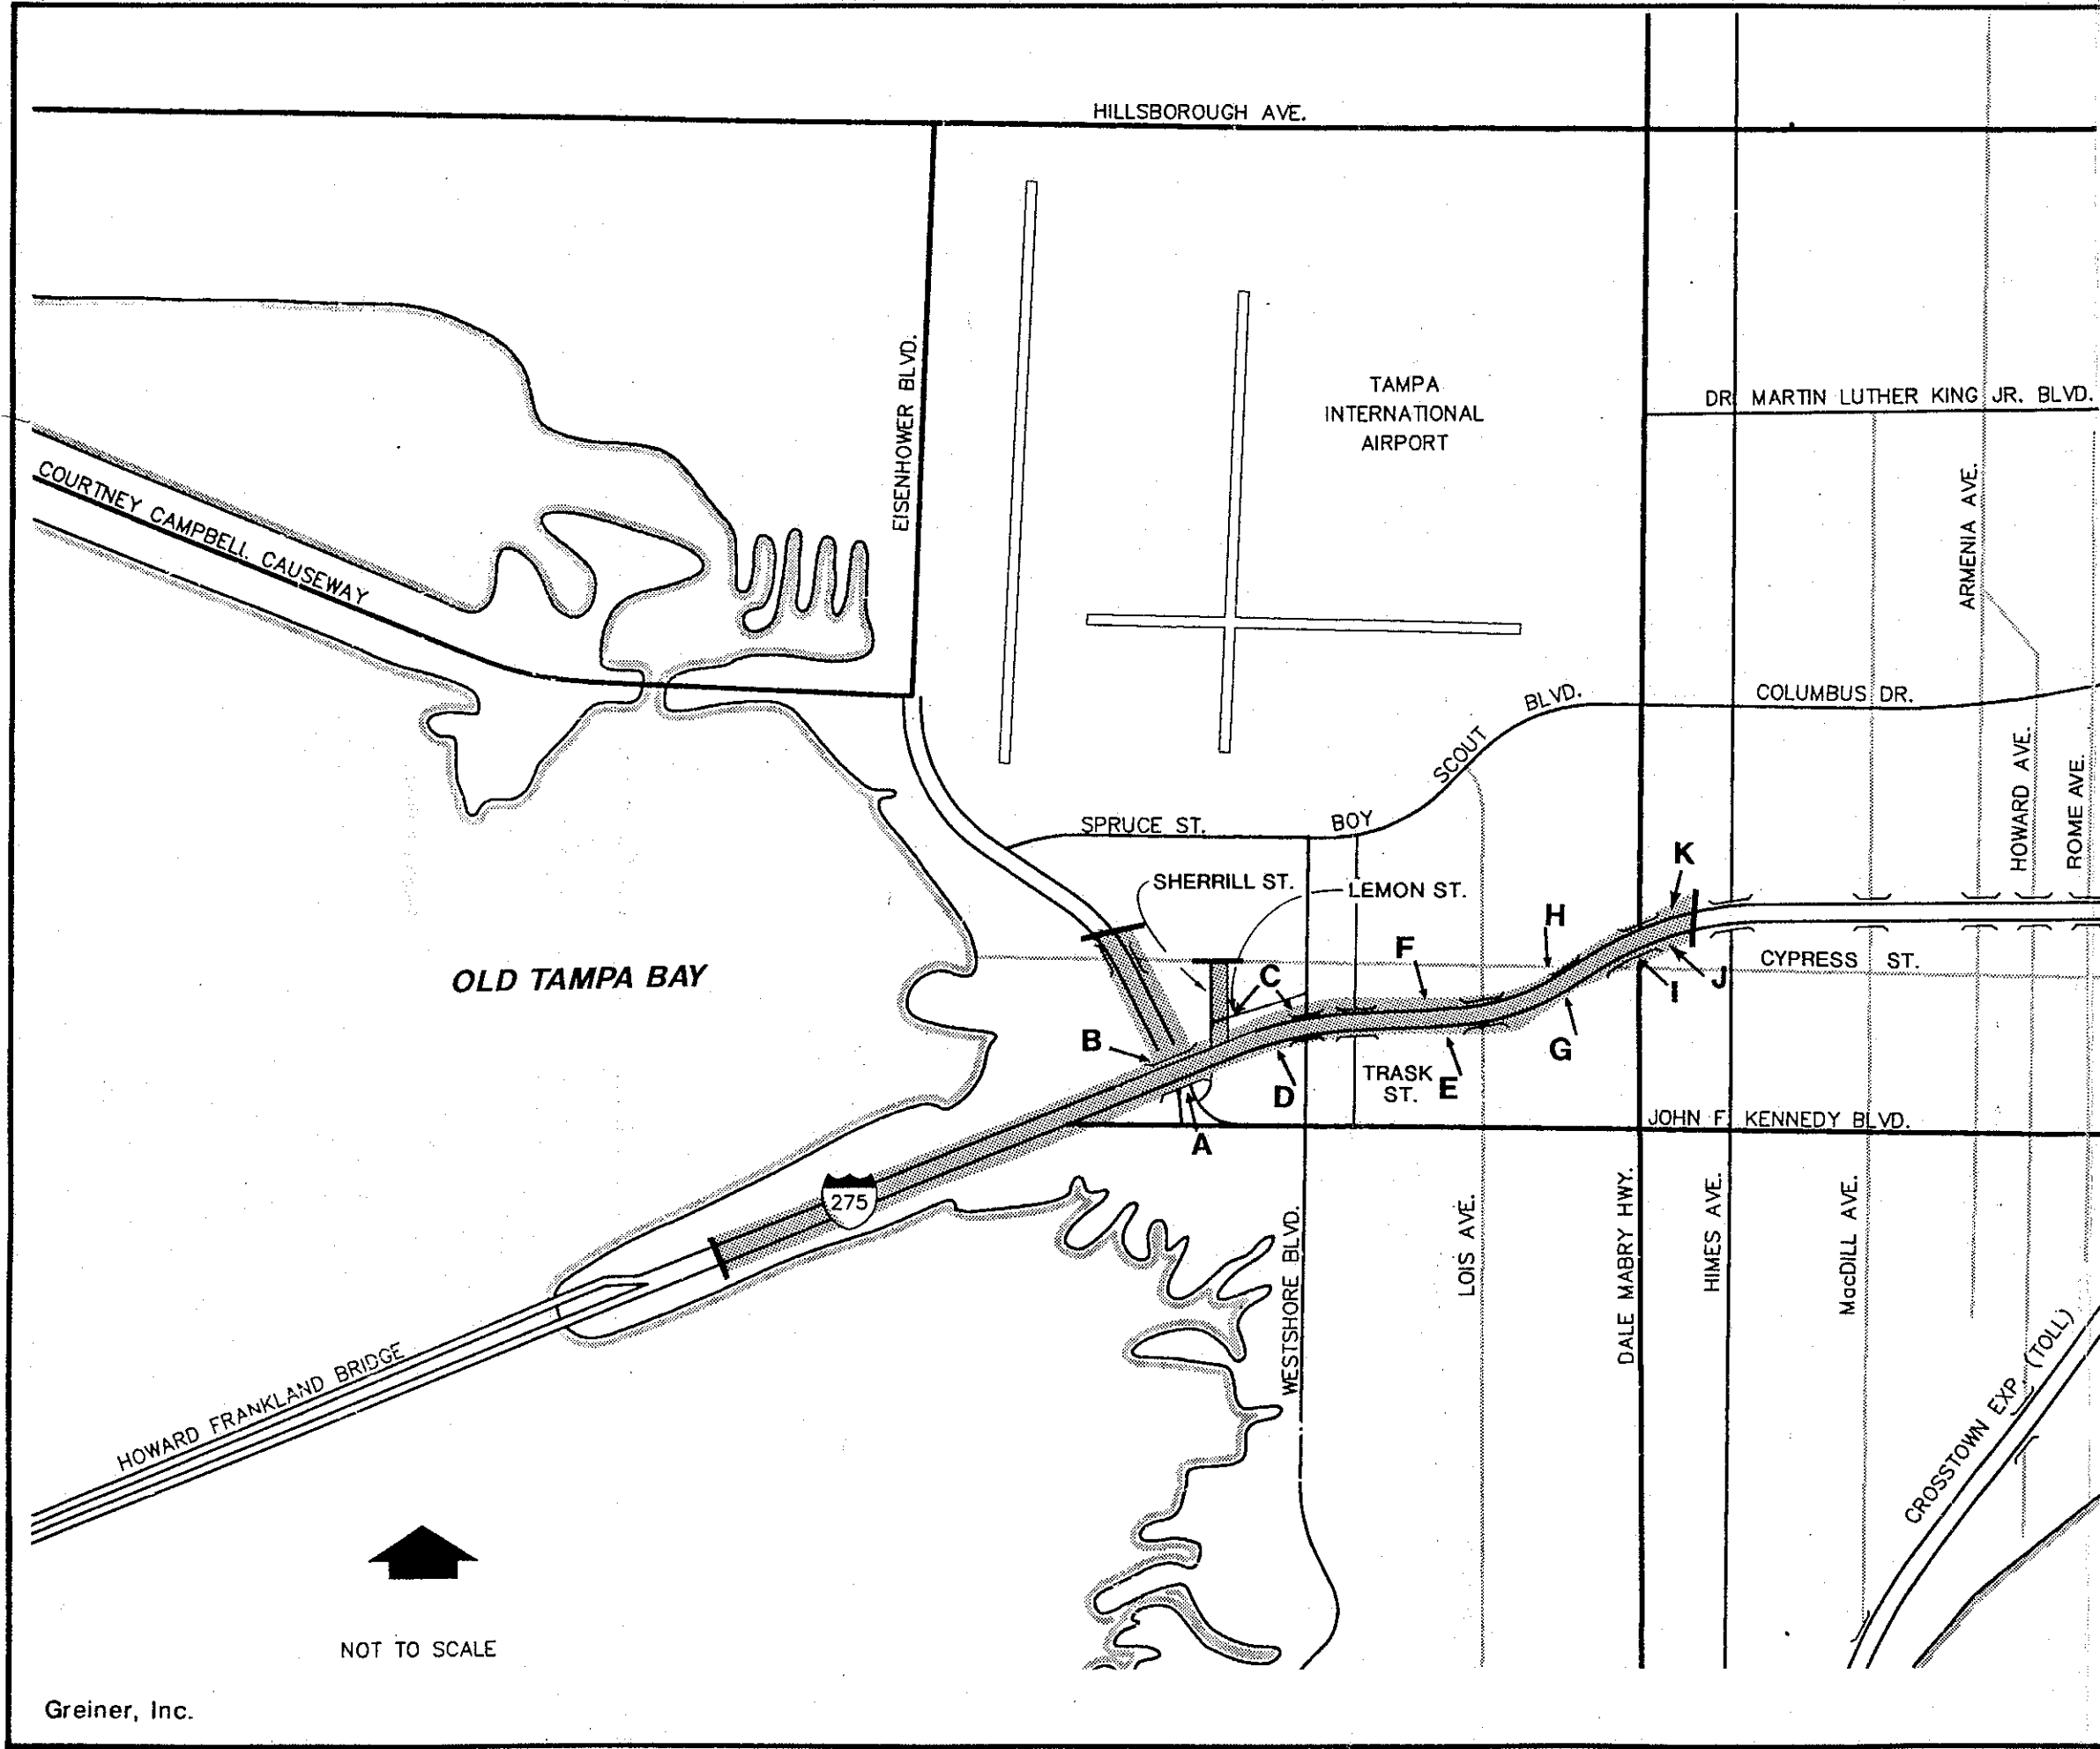 HILLSBOROUGH AVE.
EISENHOWER BLVD.
TAMPA
INTERNATIONAL
AIRPORT
DR. MARTIN LUTHER KING JR. BLVD.
COURTNEY CAMPBELL CAUSEWAY
ARMENIA AVE.
BOY SCOUT BLVD.
COLUMBUS DR.
HOWARD AVE.
ROME AVE.
SPRUCE ST.
SHERRILL ST.
LEMON ST.
K
H
F
C
OLD TAMPA BAY
CYPRESS ST.
I
J
B
G
D
TRASK
ST.
E
A
JOHN F. KENNEDY BLVD.
275
WESTSHORE BLVD.
LOIS AVE.
DALE MABRY HWY.
HIMES AVE.
MacDILL AVE.
HOWARD FRANKLAND BRIDGE
CROSSTOWN EXP. (TOLL)
NOT TO SCALE
Greiner, Inc.